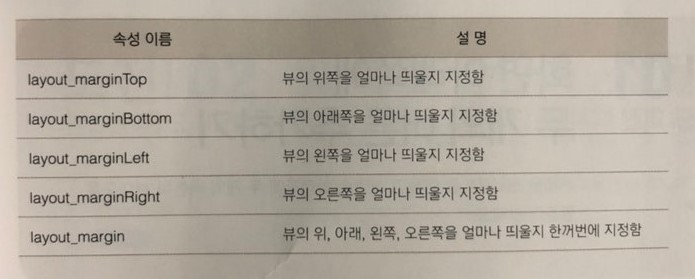 속성 이름 설 명
layout_marginTop 뷰의 위쪽을 얼마나 띄울지 지정함
layout_marginBottom 뷰의 아래쪽을 얼마나 띄울지 지정함
layout_marginLeft 뷰의 왼쪽을 얼마나 띄울지 지정함
layout_marginRight 뷰의 오른쪽을 얼마나 띄울지 지정함
layout_margin 뷰의 위, 아래, 왼쪽, 오른쪽을 얼마나 띄울지 한꺼번에 지정함